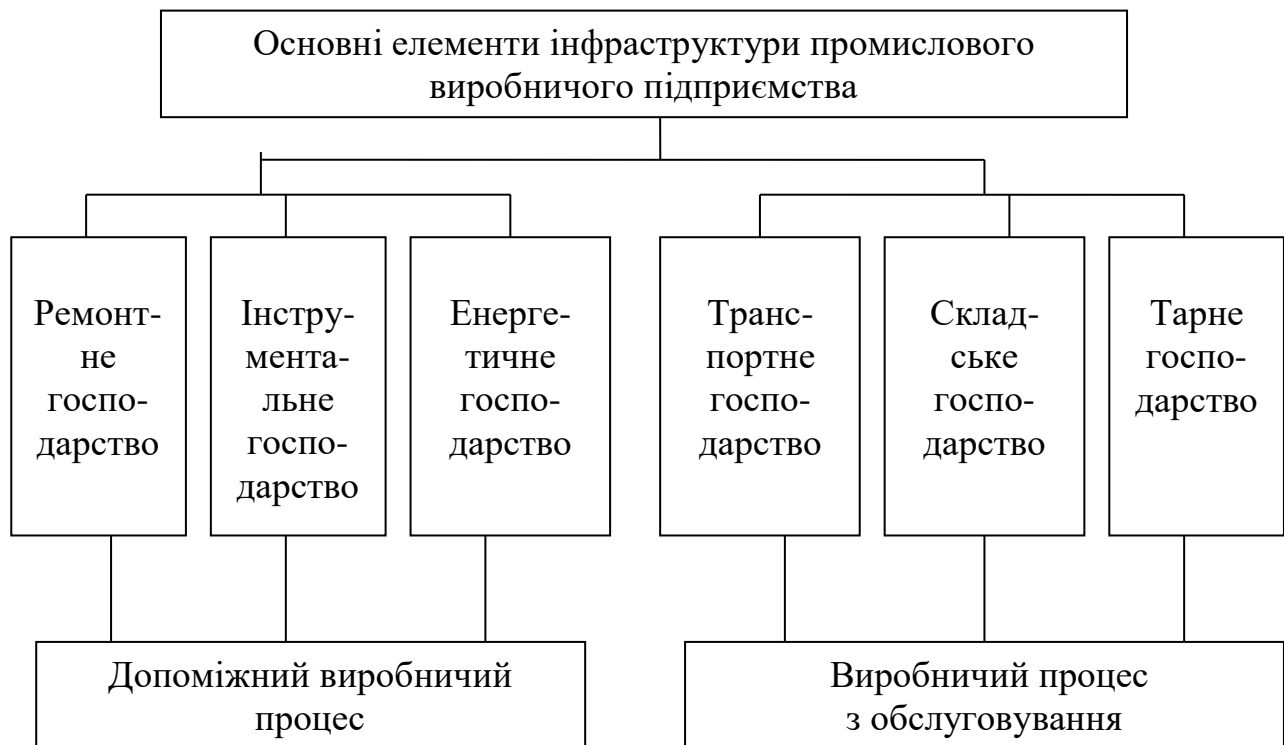 Основні елементи інфраструктури промислового
виробничого підприємства
Ремонт-
не
госпо-
дарство
Інстру-
мента-
льне
госпо-
дарство
Енерге-
тичне
госпо-
дарство
Транс-
портне
госпо-
дарство
Склад-
ське
госпо-
дарство
Тарне
госпо-
дарство
Допоміжний виробничий
процес
Виробничий процес
з обслуговування